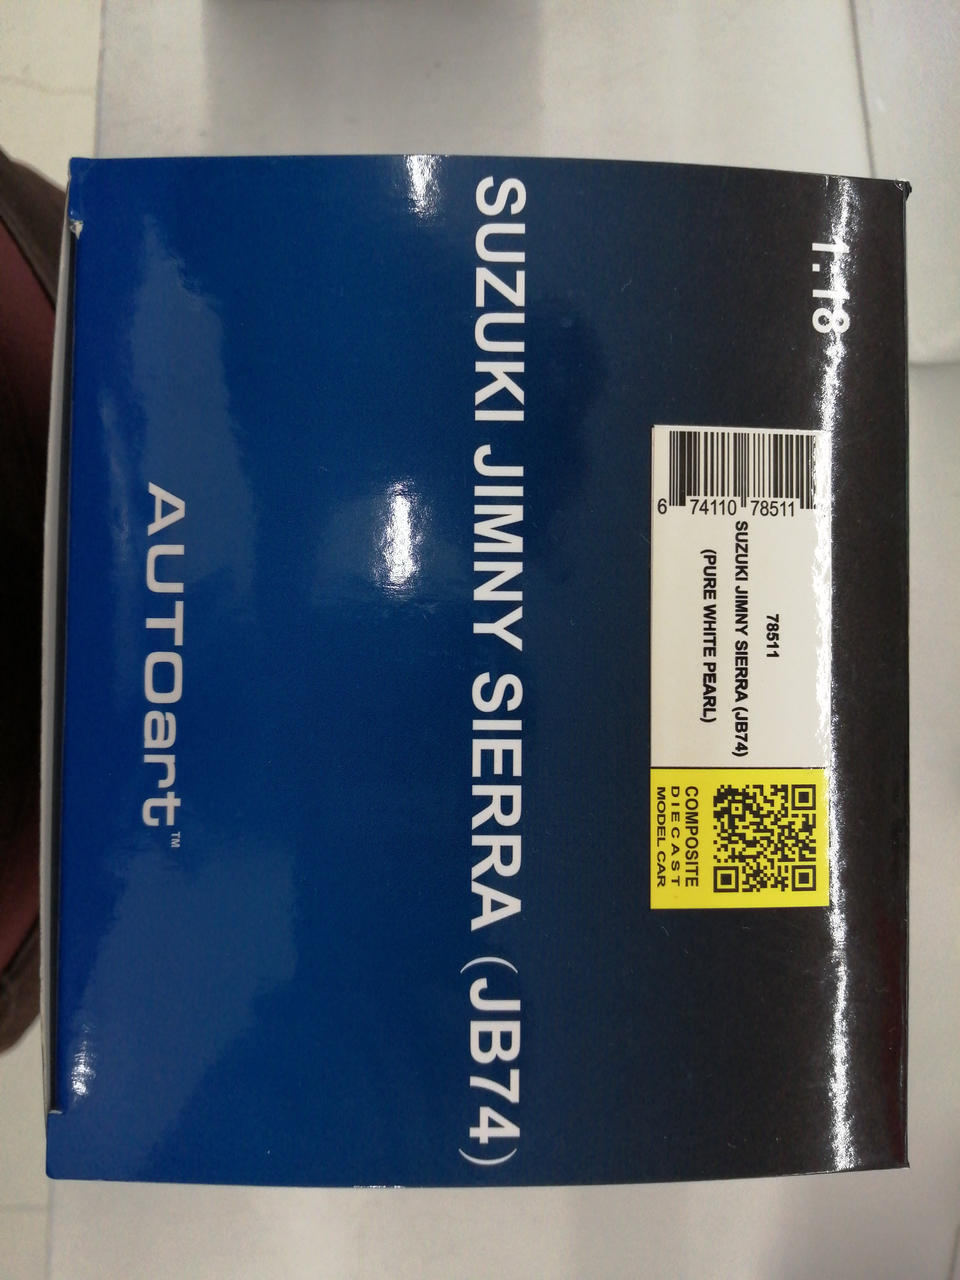 1:18
6 74110 78511
78511
SUZUKI JIMNY SIERRA (JB74)
(PURE WHITE PEARL)
COMPOSITE
DIECAST
MODEL CAR
SUZUKI JIMNY SIERRA (JB74)
AUTOart™